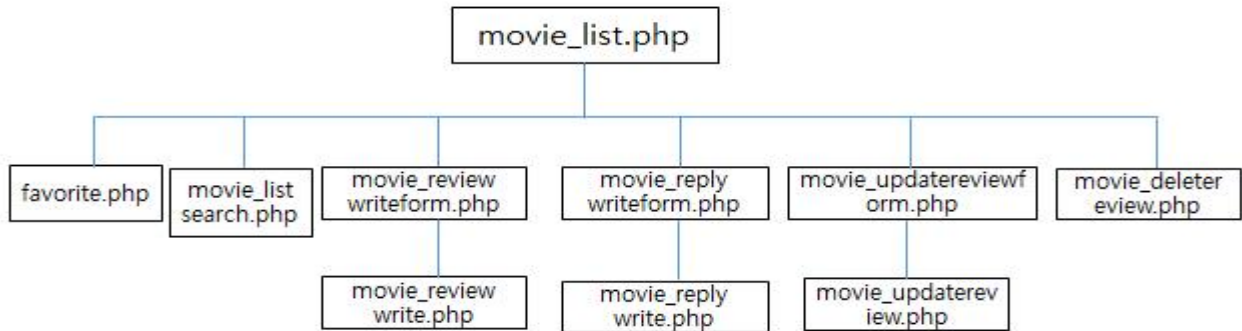 movie_list.php
favorite.php
movie_list
search.php
movie_review
writeform.php
movie_reply
writeform.php
movie_updatereviewf
orm.php
movie_deleter
eview.php
movie_review
write.php
movie_reply
write.php
movie_updaterev
iew.php